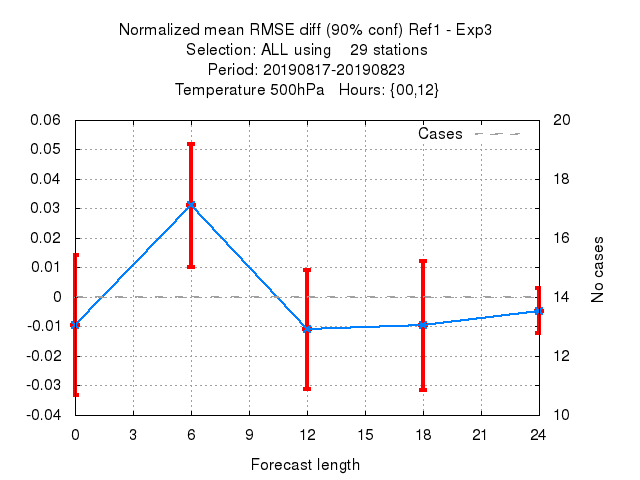 Normalized mean RMSE diff (90% conf) Ref1 - Exp3
Selection: ALL using    29 stations
Period: 20190817-20190823
Temperature 500hPa   Hours: {00,12}
Cases
0.06
0.05
0.04
0.03
0.02
0.01
0
-0.01
-0.02
-0.03
-0.04
20
18
16
14
12
10
No cases
0 3 6 9 12 15 18 21 24
Forecast length